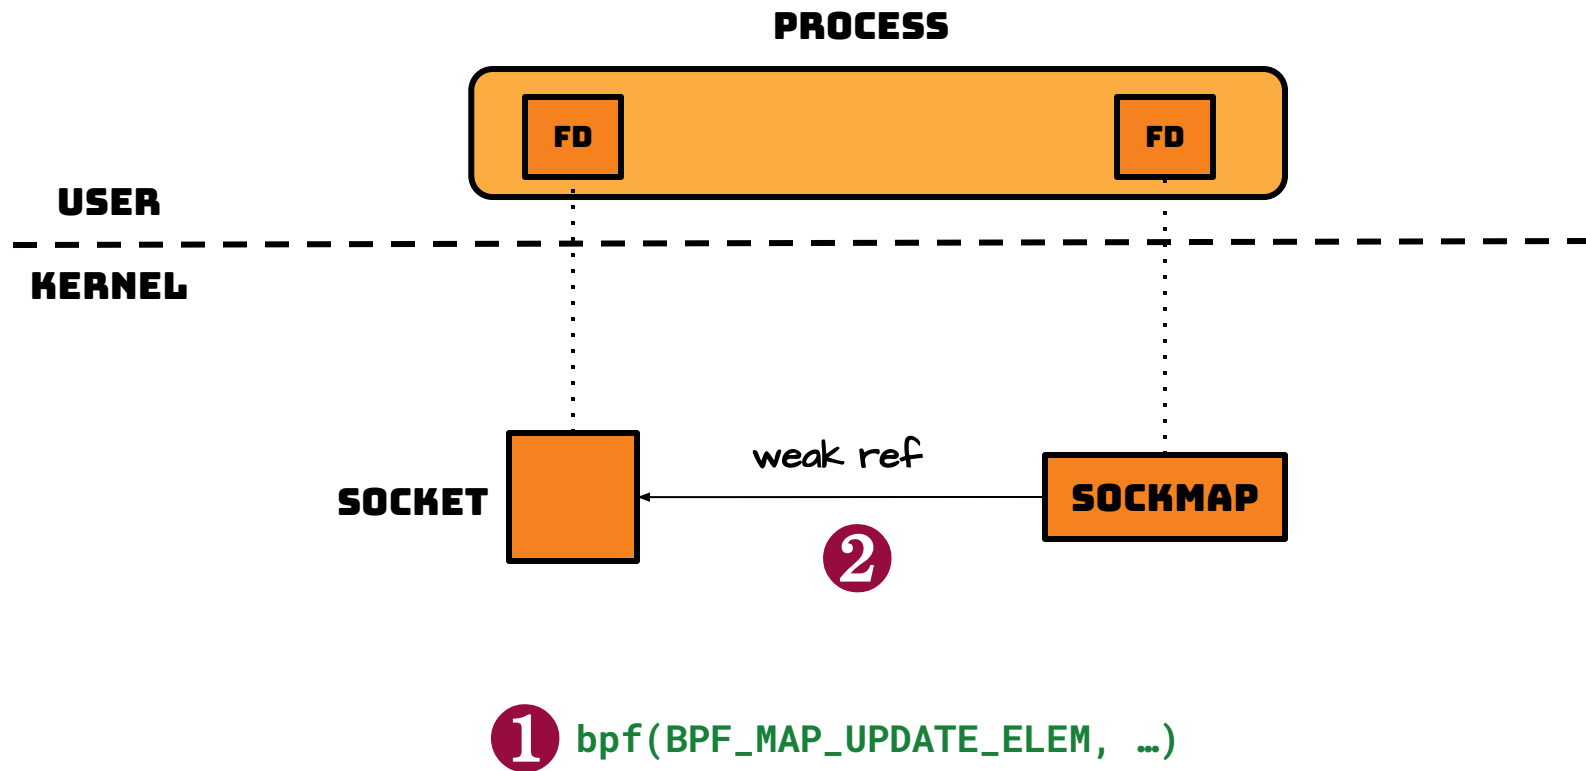 PROCESS
FD
FD
USER
KERNEL
weak ref
SOCKET
SOCKMAP
2
1 bpf(BPF_MAP_UPDATE_ELEM, …)